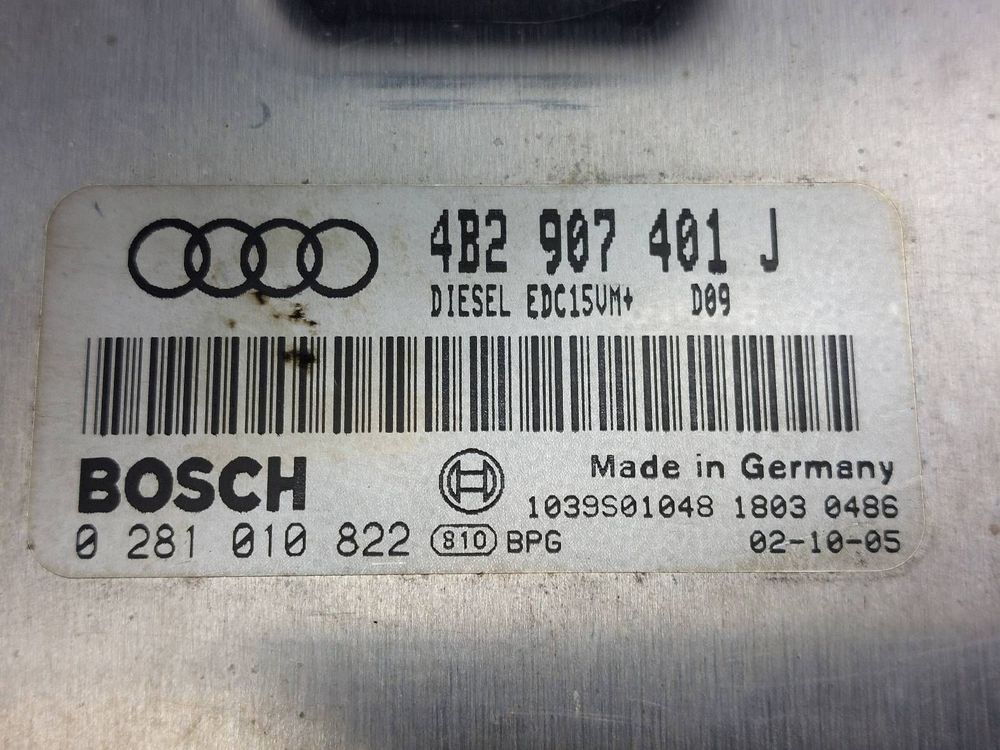 4B2 907 401 J
DIESEL EDC15VM+ D09
BOSCH
Made in Germany
1039S01048 1803 0486
0 281 010 822 810 BPG 02-10-05